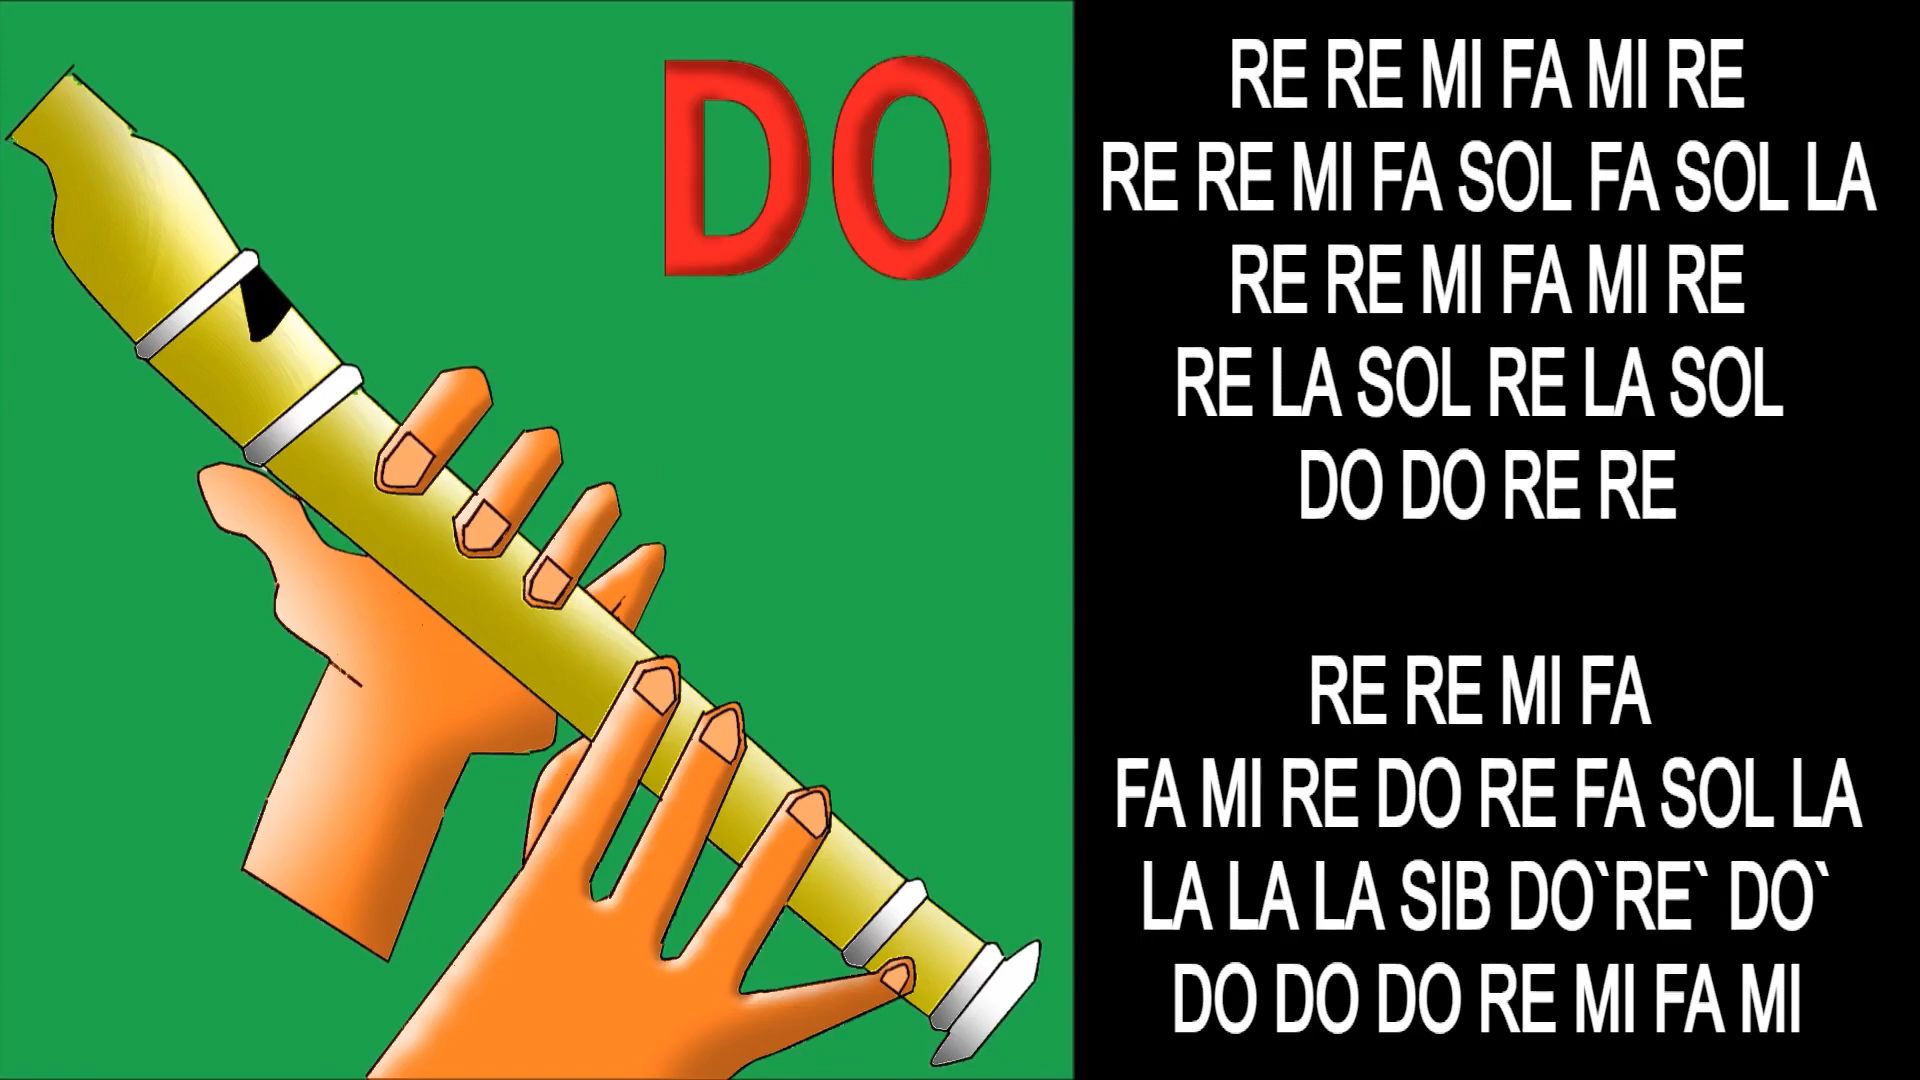 DO
RE RE MI FA MI RE
RE RE MI FA SOL FA SOL LA
RE RE MI FA MI RE
RE LA SOL RE LA SOL
DO DO RE RE
RE RE MI FA
FA MI RE DO RE FA SOL LA
LA LA LA SIB DO`RE` DO`
DO DO DO RE MI FA MI